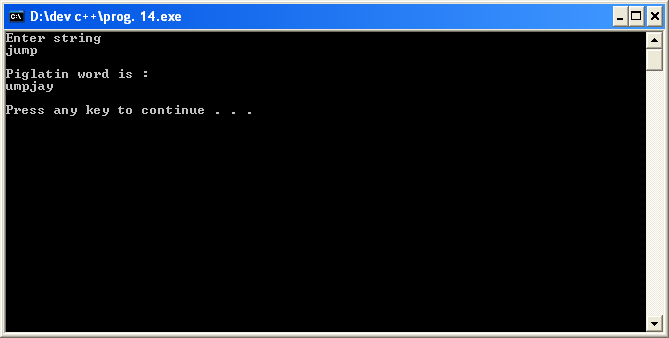 D:\dev c++\prog. 14.exe
Enter string
jump
Piglatin word is :
umpjay
Press any key to continue . . .